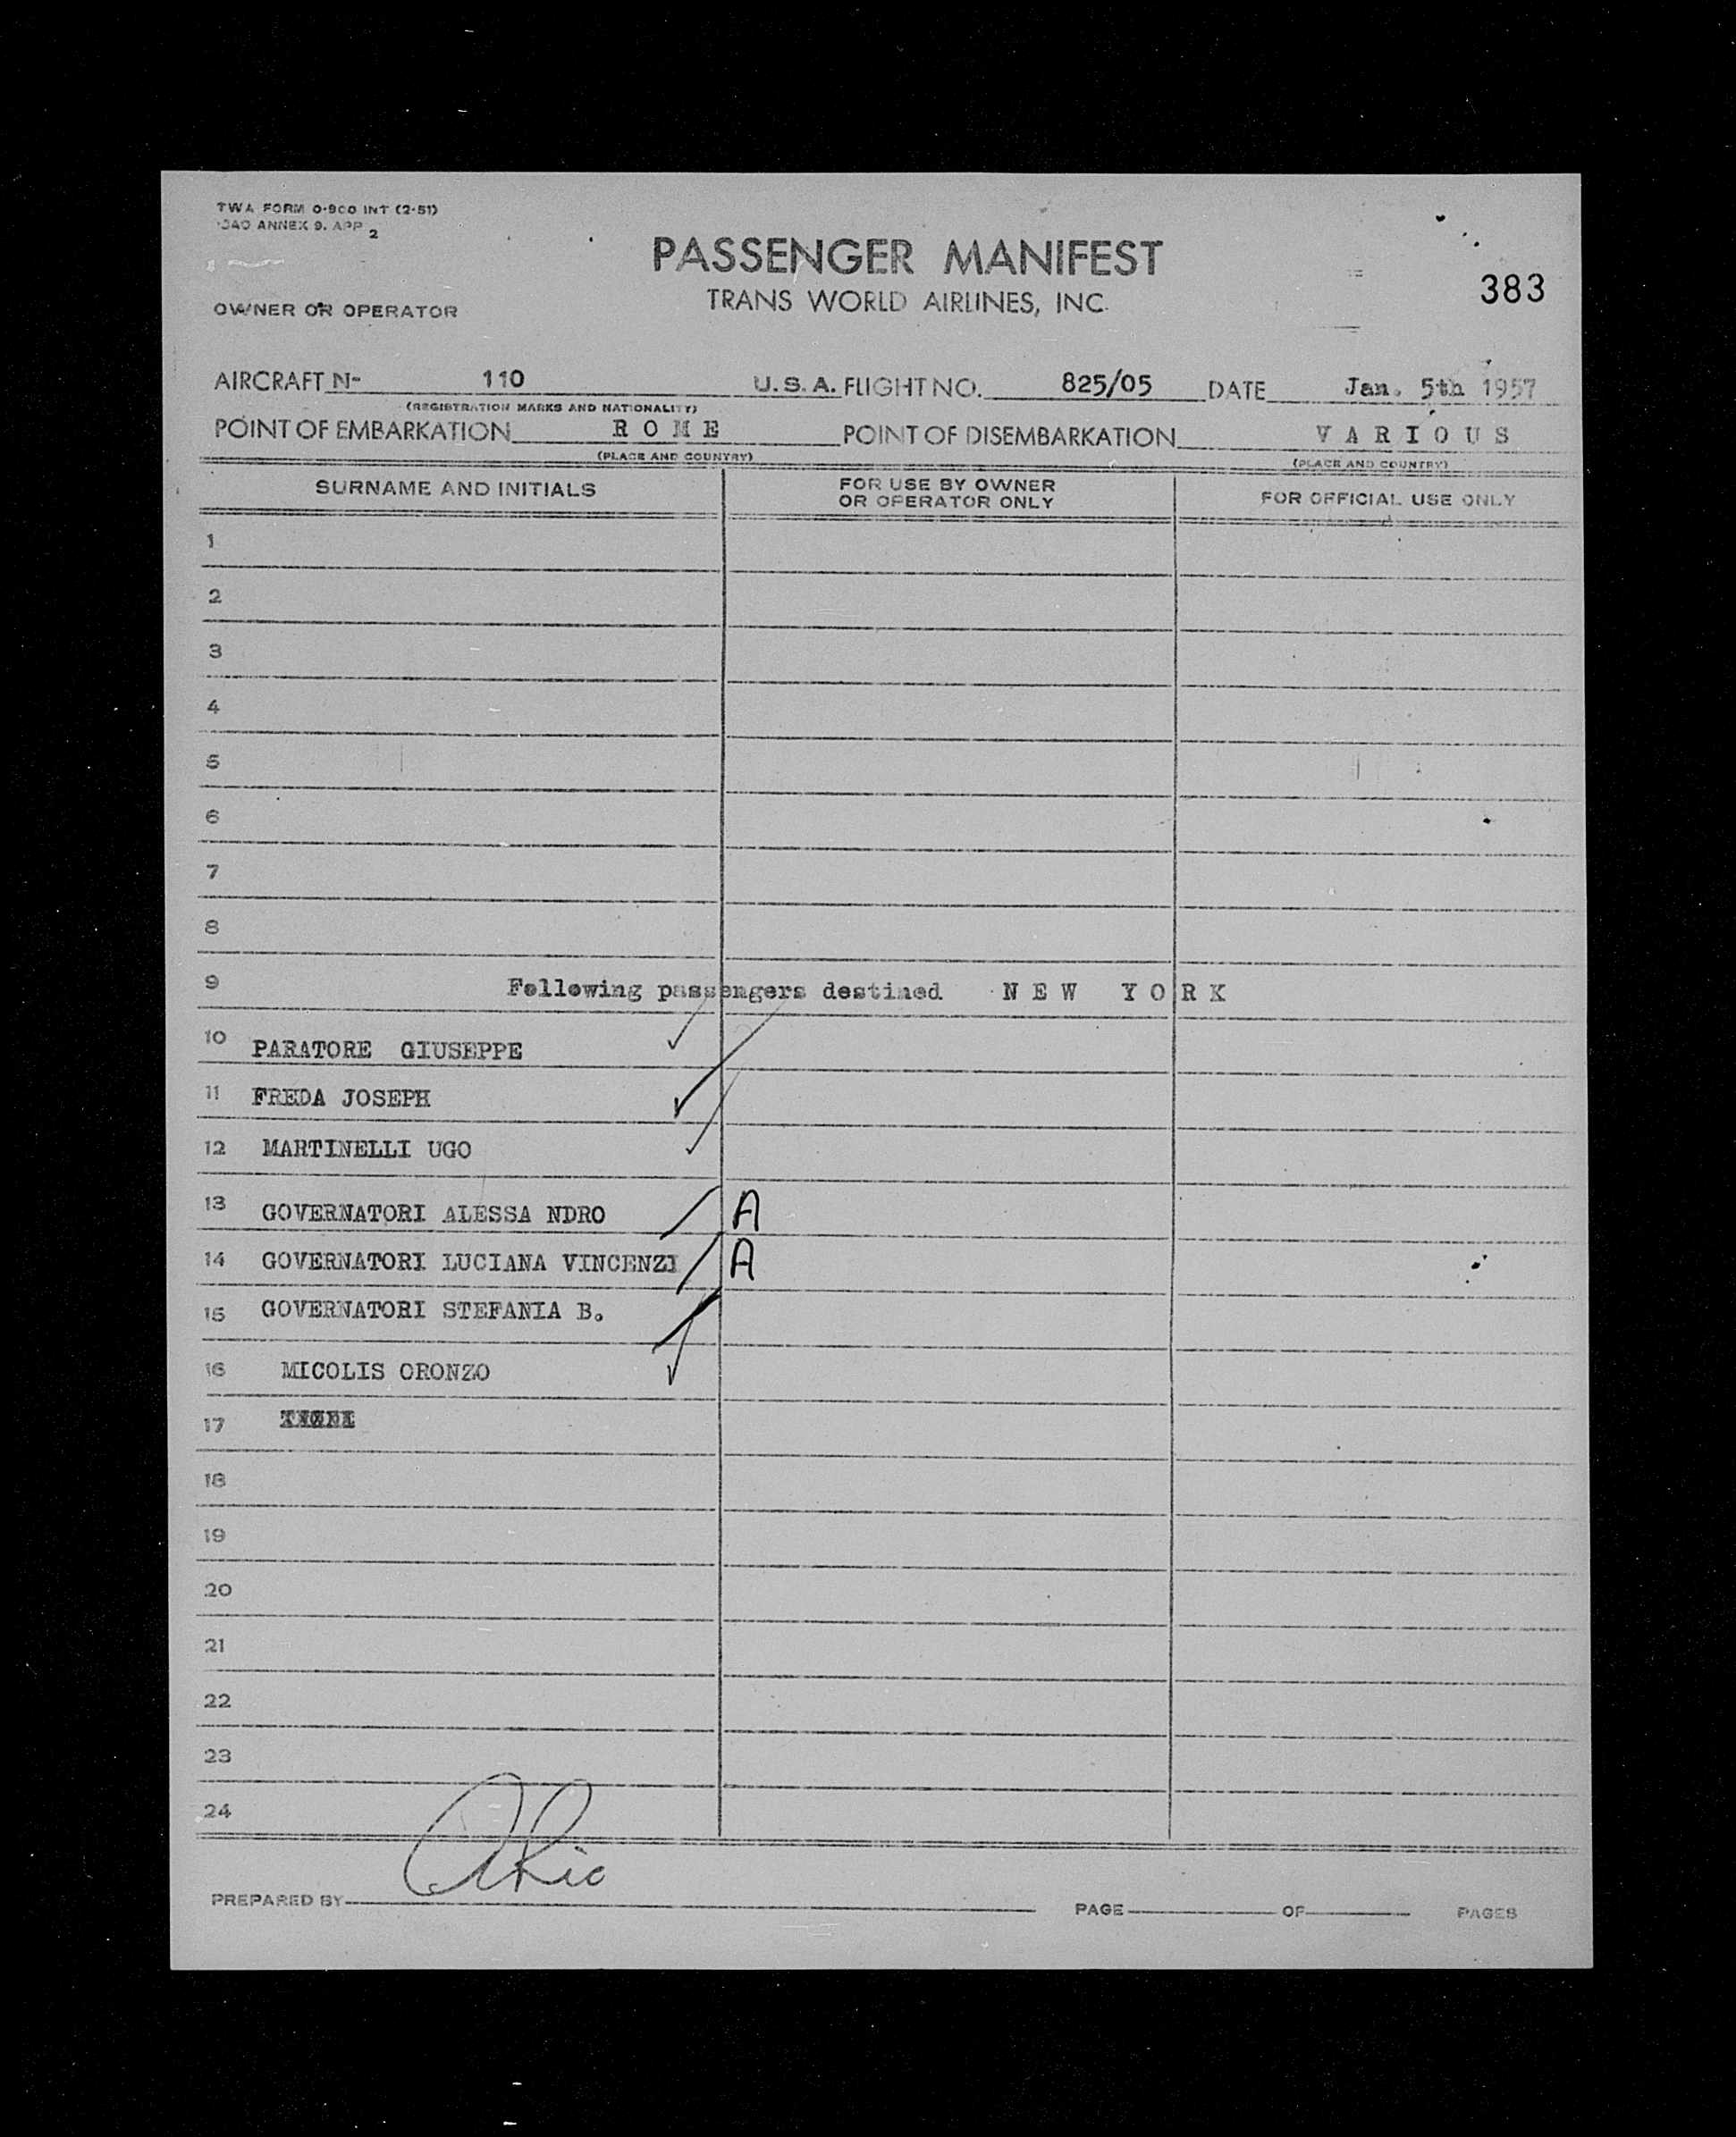 TWA FORM 0-900 INT (2-51)
ICAO ANNEX 9, APP 2
PASSENGER MANIFEST
TRANS WORLD AIRLINES, INC.
383
OWNER OR OPERATOR
AIRCRAFT N- 110 U.S.A. FLIGHT NO. 825/05 DATE Jan. 5th 1957
(REGISTRATION MARKS AND NATIONALITY)
POINT OF EMBARKATION R O M E POINT OF DISEMBARKATION V A R I O U S
(PLACE AND COUNTRY) (PLACE AND COUNTRY)
SURNAME AND INITIALS FOR USE BY OWNER OR OPERATOR ONLY FOR OFFICIAL USE ONLY
1
2
3
4
5
6
7
8
9 Following passengers destined N E W Y O R K
10 PARATORE GIUSEPPE
11 FREDA JOSEPH
12 MARTINELLI UGO
13 GOVERNATORI ALESSA NDRO A
14 GOVERNATORI LUCIANA VINCENZI A
15 GOVERNATORI STEFANIA B.
16 MICOLIS ORONZO
17
18
19
20
21
22
23
24
PREPARED BY PAGE OF PAGES